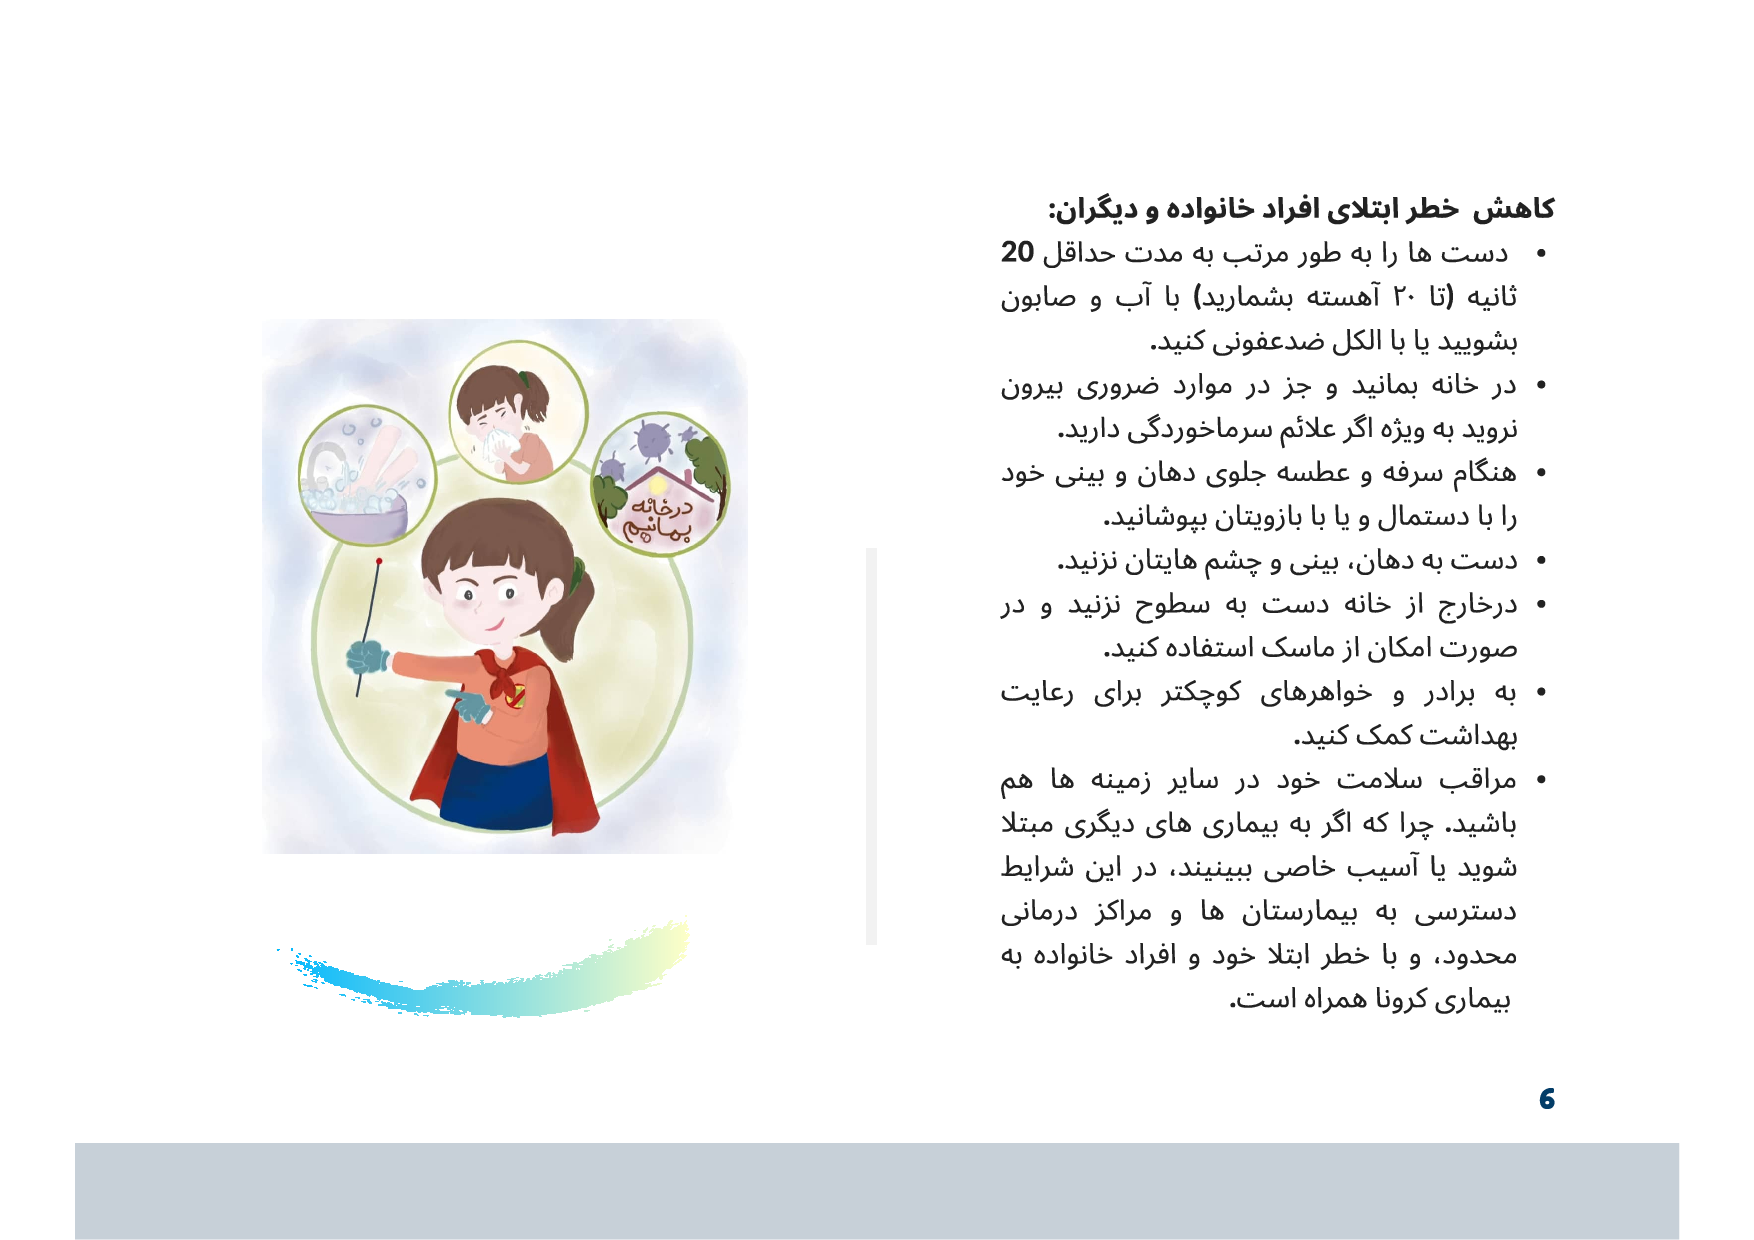 کاهش خطر ابتلای افراد خانواده و دیگران:
• دست ها را به طور مرتب به مدت حداقل 20
ثانیه (تا ۲۰ آهسته بشمارید) با آب و صابون
بشویید یا با الکل ضدعفونی کنید.
• در خانه بمانید و جز در موارد ضروری بیرون
نروید به ویژه اگر علائم سرماخوردگی دارید.
• هنگام سرفه و عطسه جلوی دهان و بینی خود
را با دستمال و یا با بازویتان بپوشانید.
• دست به دهان، بینی و چشم هایتان نزنید.
• درخارج از خانه دست به سطوح نزنید و در
صورت امکان از ماسک استفاده کنید.
• به برادر و خواهرهای کوچکتر برای رعایت
بهداشت کمک کنید.
• مراقب سلامت خود در سایر زمینه ها هم
باشید. چرا که اگر به بیماری های دیگری مبتلا
شوید یا آسیب خاصی ببینیند، در این شرایط
دسترسی به بیمارستان ها و مراکز درمانی
محدود، و با خطر ابتلا خود و افراد خانواده به
بیماری کرونا همراه است.
درخانه
بمانیم
6